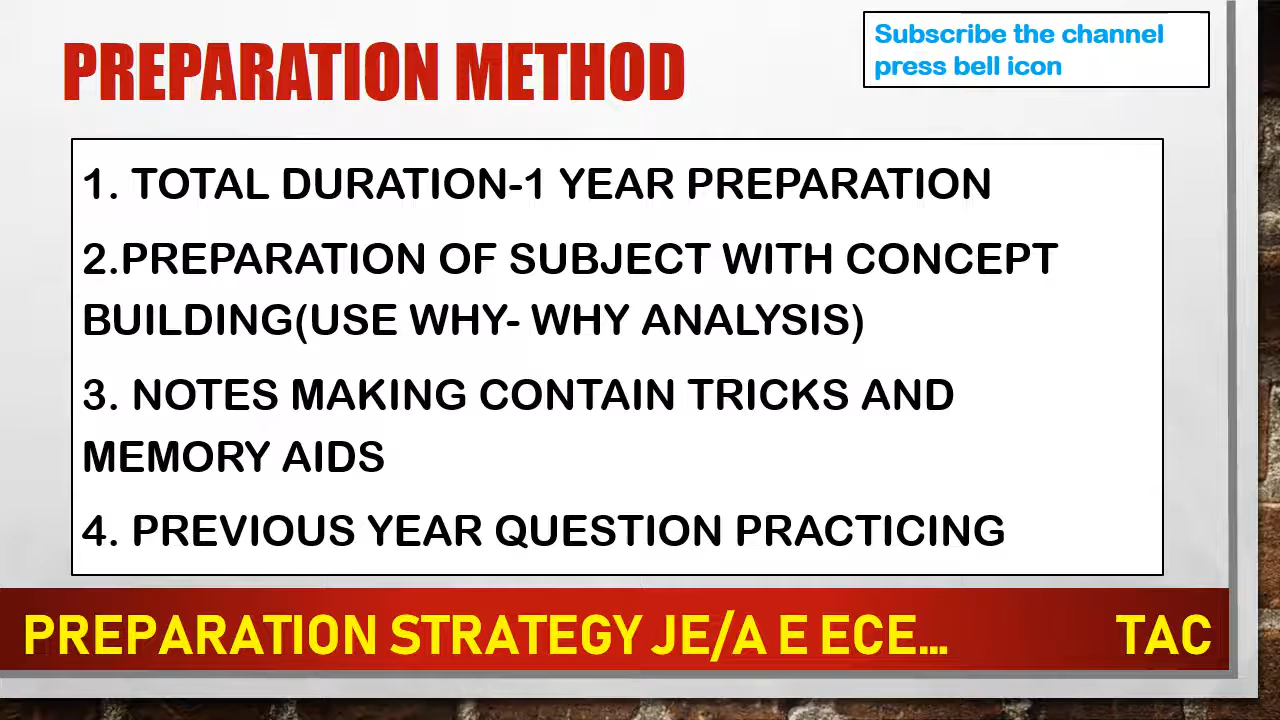 PREPARATION METHOD
Subscribe the channel
press bell icon
1. TOTAL DURATION-1 YEAR PREPARATION
2.PREPARATION OF SUBJECT WITH CONCEPT
BUILDING(USE WHY- WHY ANALYSIS)
3. NOTES MAKING CONTAIN TRICKS AND
MEMORY AIDS
4. PREVIOUS YEAR QUESTION PRACTICING
PREPARATION STRATEGY JE/A E ECE... TAC